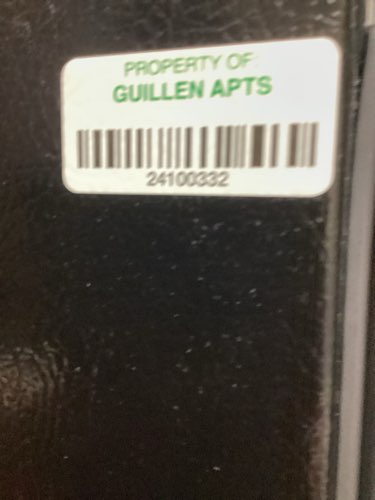 PROPERTY OF:
GUILLEN APTS
24100332